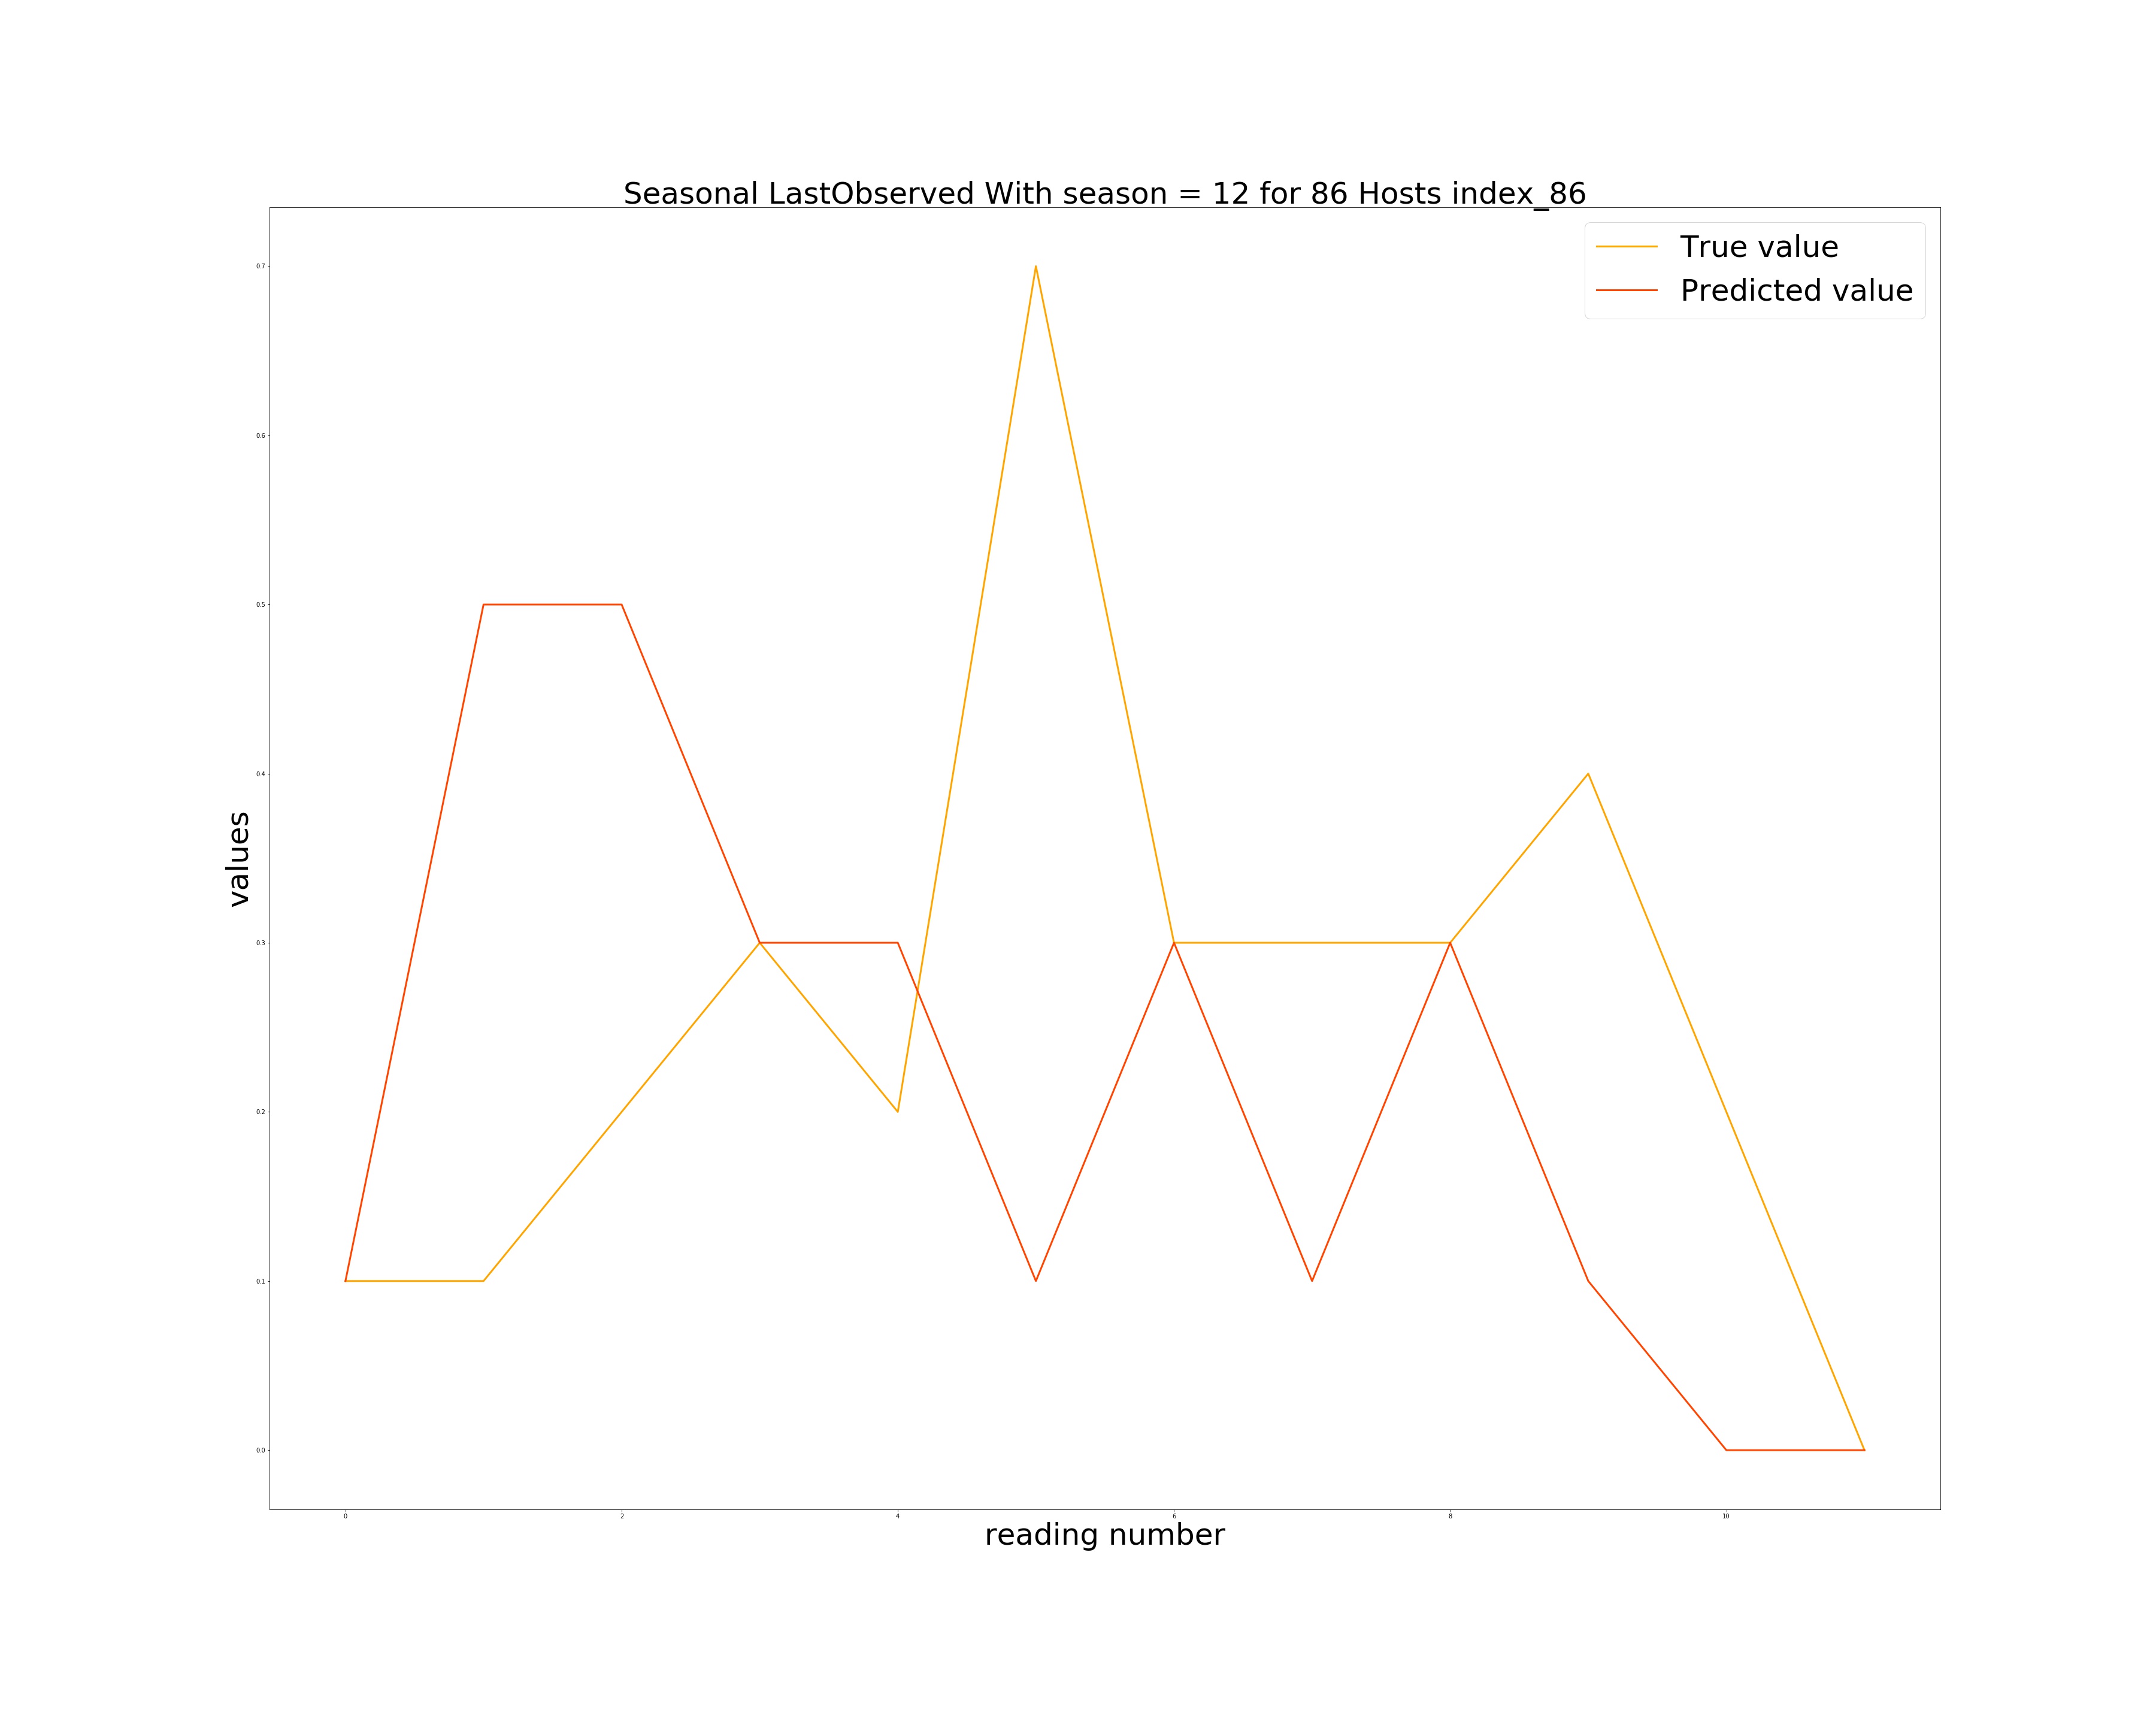 Seasonal LastObserved With season = 12 for 86 Hosts index_86
True value
Predicted value
0.7
0.6
0.5
0.4
0.3
0.2
0.1
0.0
values
0 2 4 6 8 10
reading number